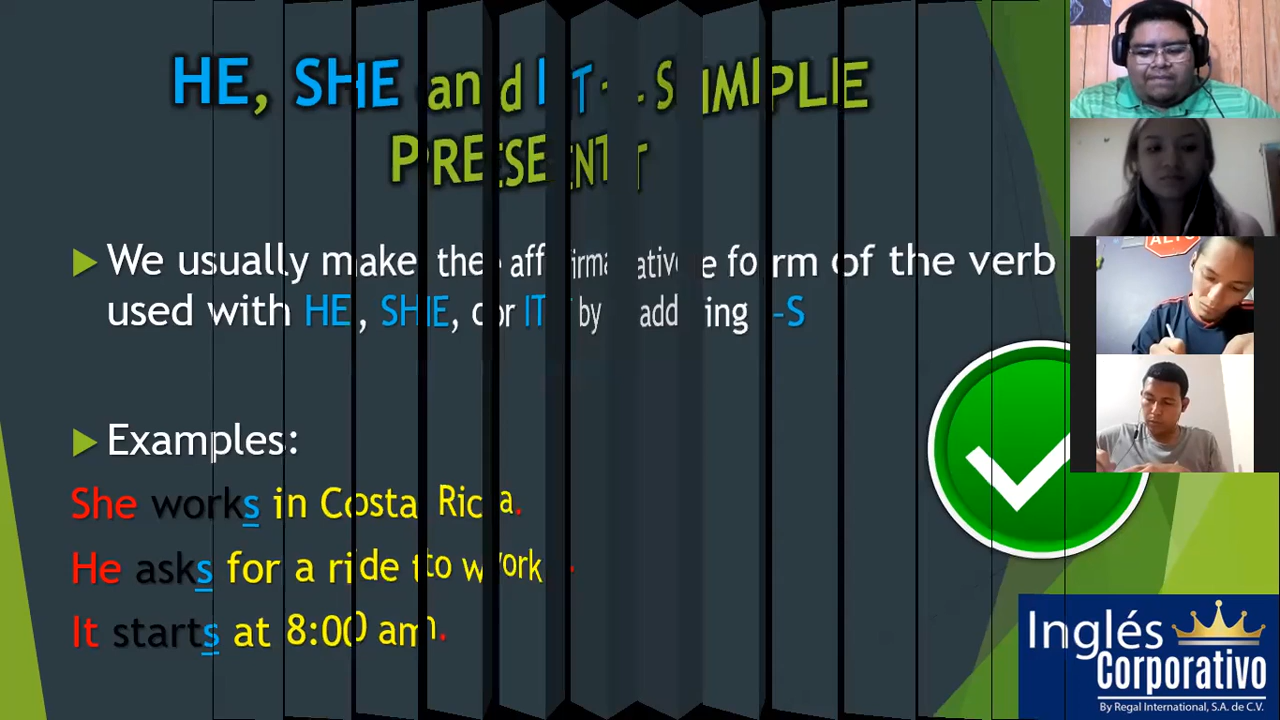 HE, SHE and IT - SIMPLE
PRESENT
We usually make the affirmative form of the verb
used with HE, SHE, or IT by adding -S
Examples:
She works in Costa Rica.
He asks for a ride to work.
It starts at 8:00 am.
ALTO
Inglés
Corporativo
By Regal International, S.A. de C.V.